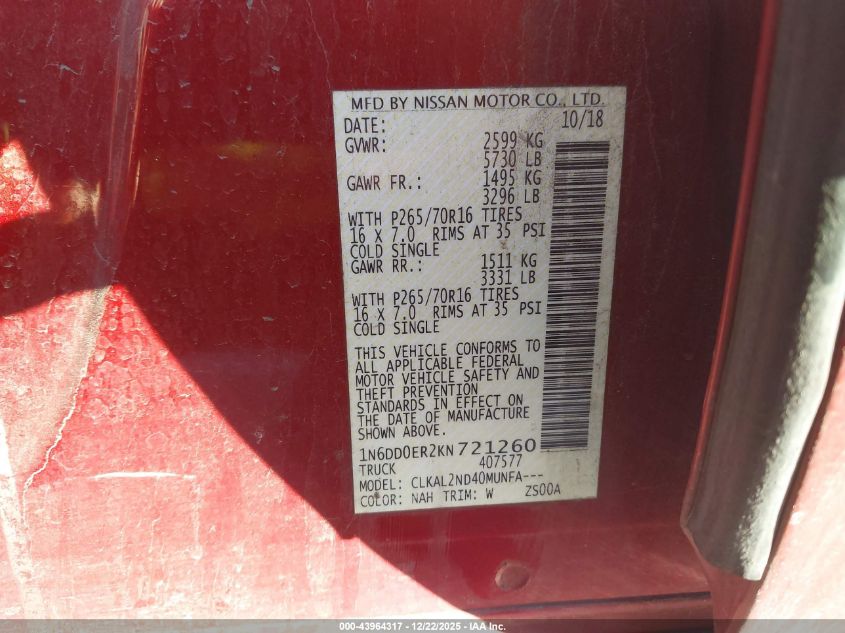 MFD BY NISSAN MOTOR CO., LTD.
DATE: 10/18
GVWR: 2599 KG
5730 LB
GAWR FR.: 1495 KG
3296 LB
WITH P265/70R16 TIRES
16 X 7.0 RIMS AT 35 PSI
COLD SINGLE
GAWR RR.: 1511 KG
3331 LB
WITH P265/70R16 TIRES
16 X 7.0 RIMS AT 35 PSI
COLD SINGLE
THIS VEHICLE CONFORMS TO
ALL APPLICABLE FEDERAL
MOTOR VEHICLE SAFETY AND
THEFT PREVENTION
STANDARDS IN EFFECT ON
THE DATE OF MANUFACTURE
SHOWN ABOVE.
1N6DD0ER2KN721260
TRUCK 407577
MODEL: CLKAL2ND40MUNFA---
COLOR: NAH TRIM: W ZS00A
000-43964317 - 12/22/2025 - IAA Inc.